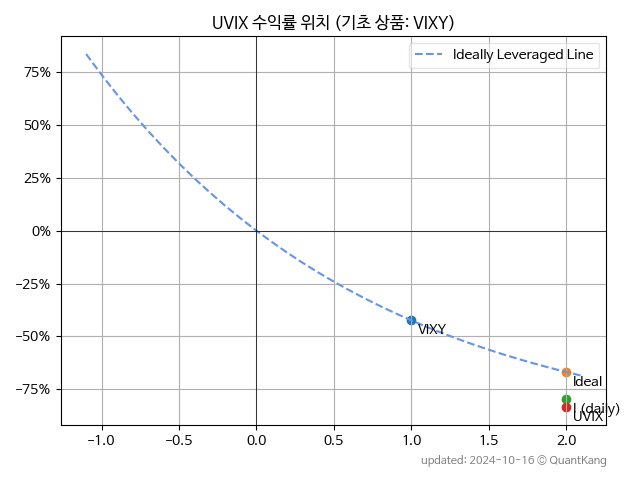 UVIX 수익률 위치 (기초 상품: VIXY)
Ideally Leveraged Line
75%
50%
25%
0%
−25%
−50%
−75%
VIXY
Ideal
(daily)
UVIX
−1.0
−0.5
0.0
0.5
1.0
1.5
2.0
updated: 2024-10-16 © QuantKang